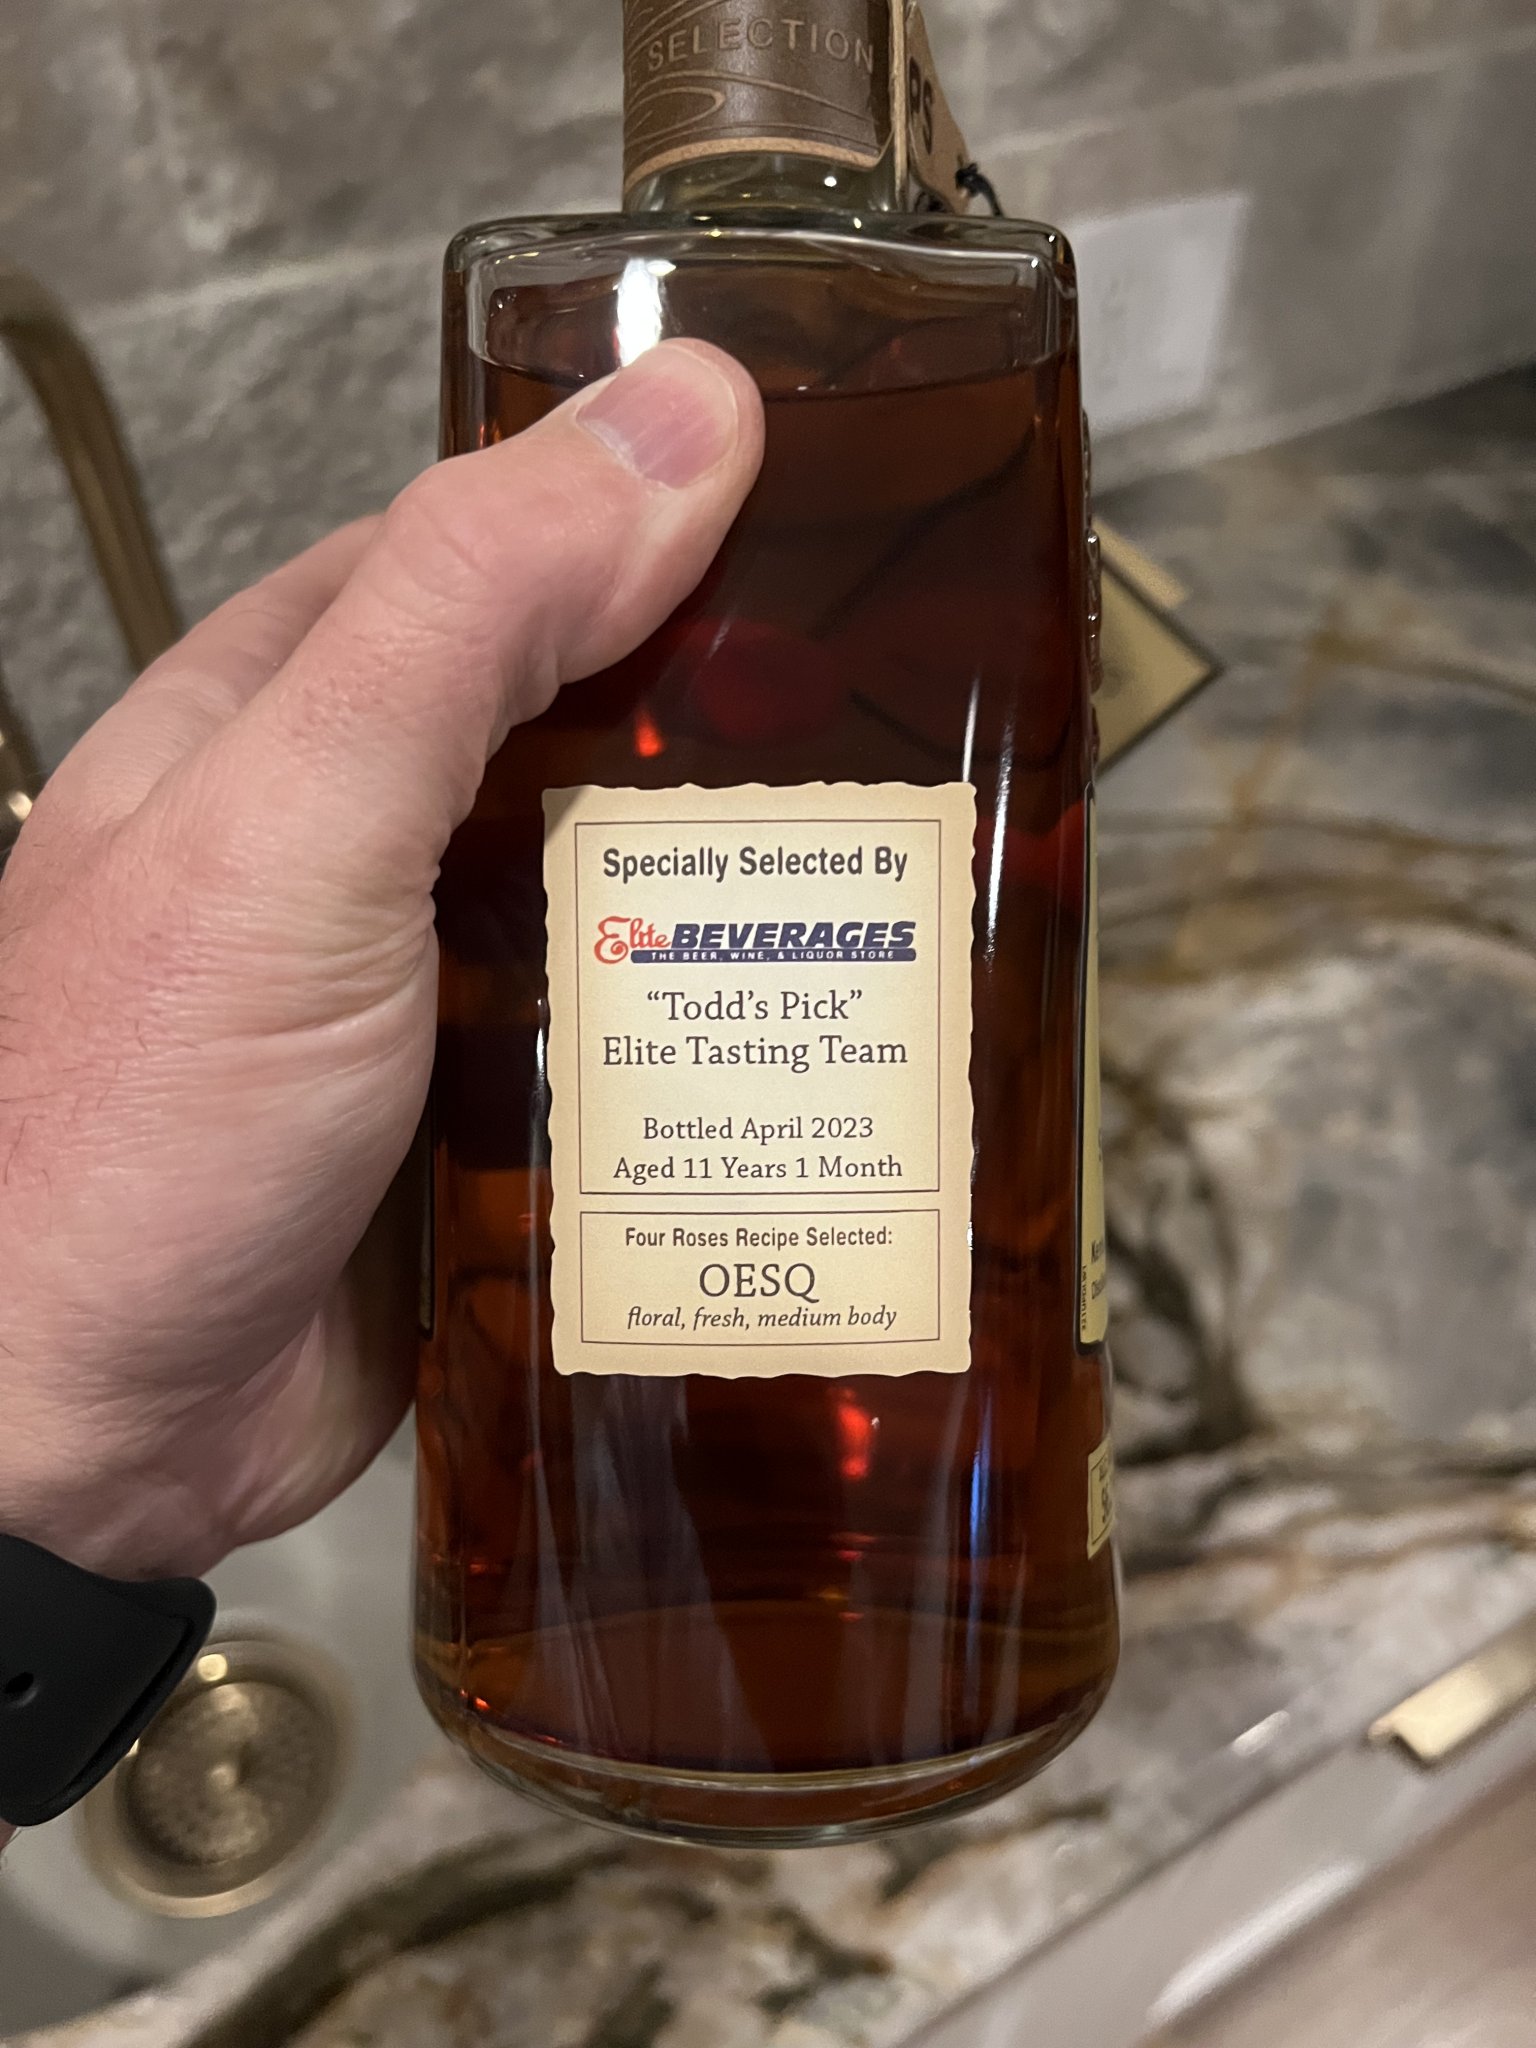 SELECTION
PS
Specially Selected By
Elite BEVERAGES
THE BEER, WINE, & LIQUOR STORE
“Todd’s Pick”
Elite Tasting Team
Bottled April 2023
Aged 11 Years 1 Month
Four Roses Recipe Selected:
OESQ
floral, fresh, medium body